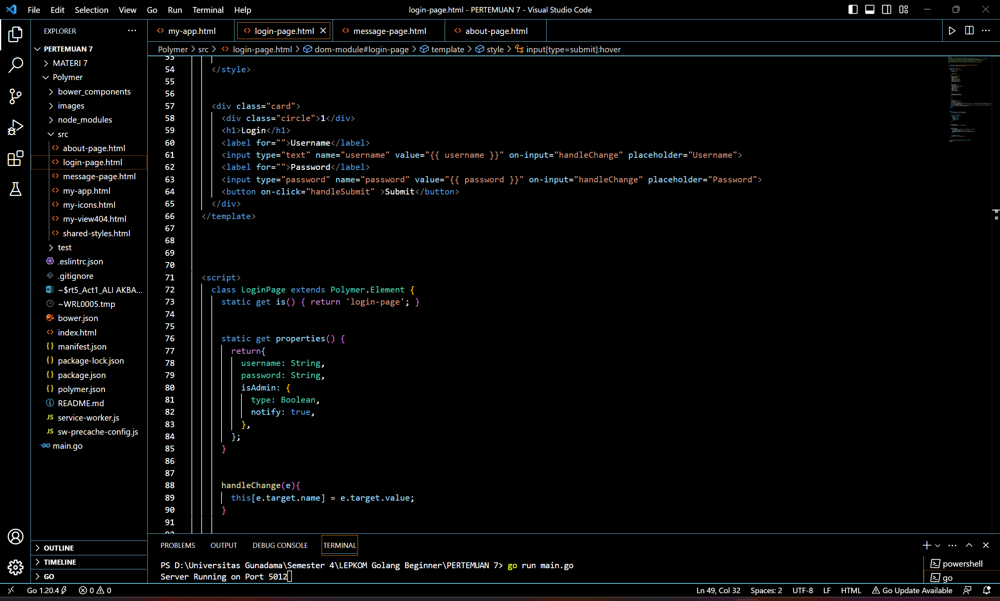 File Edit Selection View Go Run Terminal Help
login-page.html - PERTEMUAN 7 - Visual Studio Code
EXPLORER
PERTEMUAN 7
MATERI 7
Polymer
bower_components
images
node_modules
src
about-page.html
login-page.html
message-page.html
my-app.html
my-icons.html
my-view404.html
shared-styles.html
test
.eslintrc.json
.gitignore
~$rt5_Act1_ALI AKBA...
~WRL0005.tmp
bower.json
index.html
manifest.json
package-lock.json
package.json
polymer.json
README.md
JS service-worker.js
JS sw-precache-config.js
GO main.go
OUTLINE
TIMELINE
GO
my-app.html login-page.html message-page.html about-page.html
Polymer > src > login-page.html > dom-module#login-page > template > style > input[type=submit]:hover
53
54 </style>
55
56
57 <div class="card">
58 <div class="circle">1</div>
59 <h1>Login</h1>
60 <label for="">Username</label>
61 <input type="text" name="username" value="{{ username }}" on-input="handleChange" placeholder="Username">
62 <label for="">Password</label>
63 <input type="password" name="password" value="{{ password }}" on-input="handleChange" placeholder="Password">
64 <button on-click="handleSubmit" >Submit</button>
65 </div>
66 </template>
67
68
69
70
71 <script>
72 class LoginPage extends Polymer.Element {
73 static get is() { return 'login-page'; }
74
75
76 static get properties() {
77 return{
78 username: String,
79 password: String,
80 isAdmin: {
81 type: Boolean,
82 notify: true,
83 },
84 };
85 }
86
87
88 handleChange(e){
89 this[e.target.name] = e.target.value;
90 }
91
PROBLEMS OUTPUT DEBUG CONSOLE TERMINAL
PS D:\Universitas Gunadama\Semester 4\LEPKOM Golang Beginner\PERTEMUAN 7> go run main.go
Server Running on Port 5012
powershell
go
Go 1.20.4 0 0
Ln 49, Col 32 Spaces: 2 UTF-8 LF HTML Go Update Available